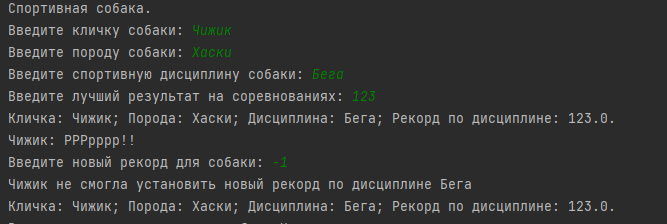 Спортивная собака.
Введите кличку собаки: Чижик
Введите породу собаки: Хаски
Введите спортивную дисциплину собаки: Бега
Введите лучший результат на соревнованиях: 123
Кличка: Чижик; Порода: Хаски; Дисциплина: Бега; Рекорд по дисциплине: 123.0.
Чижик: РРРрррр!!
Введите новый рекорд для собаки: -1
Чижик не смогла установить новый рекорд по дисциплине Бега
Кличка: Чижик; Порода: Хаски; Дисциплина: Бега; Рекорд по дисциплине: 123.0.